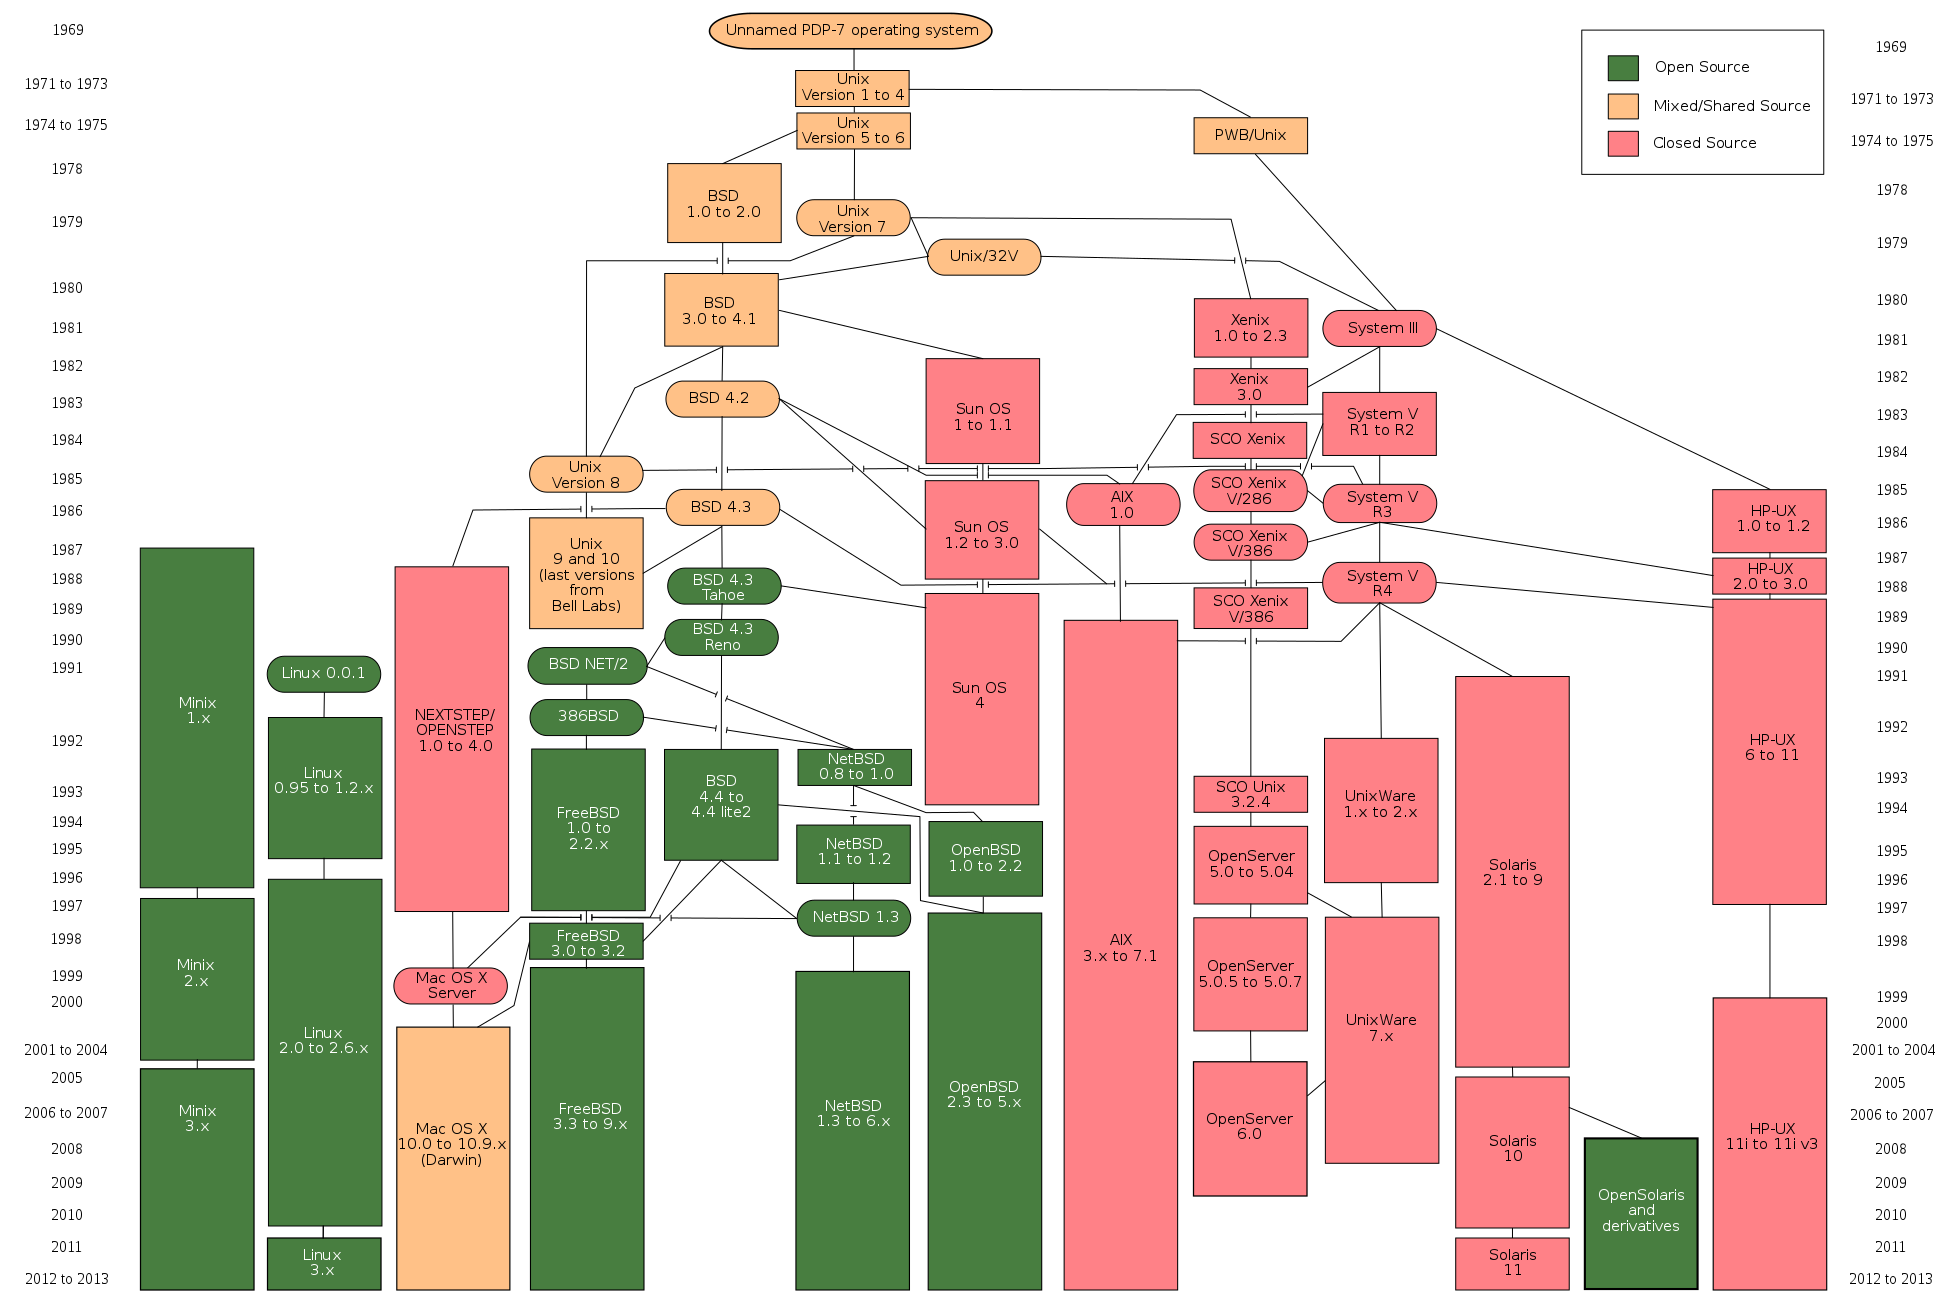 1969
1971 to 1973
1974 to 1975
1978
1979
1980
1981
1982
1983
1984
1985
1986
1987
1988
1989
1990
1991
1992
1993
1994
1995
1996
1997
1998
1999
2000
2001 to 2004
2005
2006 to 2007
2008
2009
2010
2011
2012 to 2013
Unnamed PDP-7 operating system
Unix
Version 1 to 4
Unix
Version 5 to 6
PWB/Unix
BSD
1.0 to 2.0
Unix
Version 7
Unix/32V
BSD
3.0 to 4.1
Xenix
1.0 to 2.3
System III
Xenix
3.0
BSD 4.2
Sun OS
1 to 1.1
System V
R1 to R2
SCO Xenix
Unix
Version 8
SCO Xenix
V/286
AIX
1.0
System V
R3
BSD 4.3
HP-UX
1.0 to 1.2
Sun OS
1.2 to 3.0
SCO Xenix
V/386
Unix
9 and 10
(last versions
from
Bell Labs)
HP-UX
2.0 to 3.0
System V
R4
BSD 4.3
Tahoe
SCO Xenix
V/386
BSD 4.3
Reno
BSD NET/2
Linux 0.0.1
Minix
1.x
NEXTSTEP/
OPENSTEP
1.0 to 4.0
386BSD
Sun OS
4
HP-UX
6 to 11
Linux
0.95 to 1.2.x
NetBSD
0.8 to 1.0
BSD
4.4 to
4.4 lite2
SCO Unix
3.2.4
UnixWare
1.x to 2.x
FreeBSD
1.0 to
2.2.x
NetBSD
1.1 to 1.2
OpenBSD
1.0 to 2.2
OpenServer
5.0 to 5.04
Solaris
2.1 to 9
NetBSD 1.3
FreeBSD
3.0 to 3.2
AIX
3.x to 7.1
Minix
2.x
Mac OS X
Server
OpenServer
5.0.5 to 5.0.7
UnixWare
7.x
Linux
2.0 to 2.6.x
OpenBSD
2.3 to 5.x
Minix
3.x
FreeBSD
3.3 to 9.x
NetBSD
1.3 to 6.x
Mac OS X
10.0 to 10.9.x
(Darwin)
OpenServer
6.0
Solaris
10
HP-UX
11i to 11i v3
OpenSolaris
and
derivatives
Linux
3.x
Solaris
11
Open Source
Mixed/Shared Source
Closed Source
1969
1971 to 1973
1974 to 1975
1978
1979
1980
1981
1982
1983
1984
1985
1986
1987
1988
1989
1990
1991
1992
1993
1994
1995
1996
1997
1998
1999
2000
2001 to 2004
2005
2006 to 2007
2008
2009
2010
2011
2012 to 2013